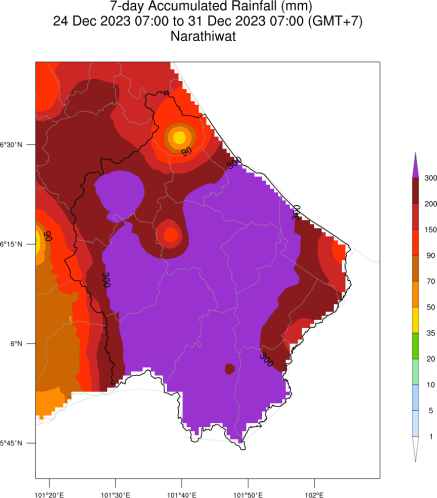 7-day Accumulated Rainfall (mm)
24 Dec 2023 07:00 to 31 Dec 2023 07:00 (GMT+7)
Narathiwat
6°30'N
6°15'N
6°N
5°45'N
101°20'E 101°30'E 101°40'E 101°50'E 102°E
90
300
300
90
300
300
300
200
150
100
90
70
50
35
20
10
5
1